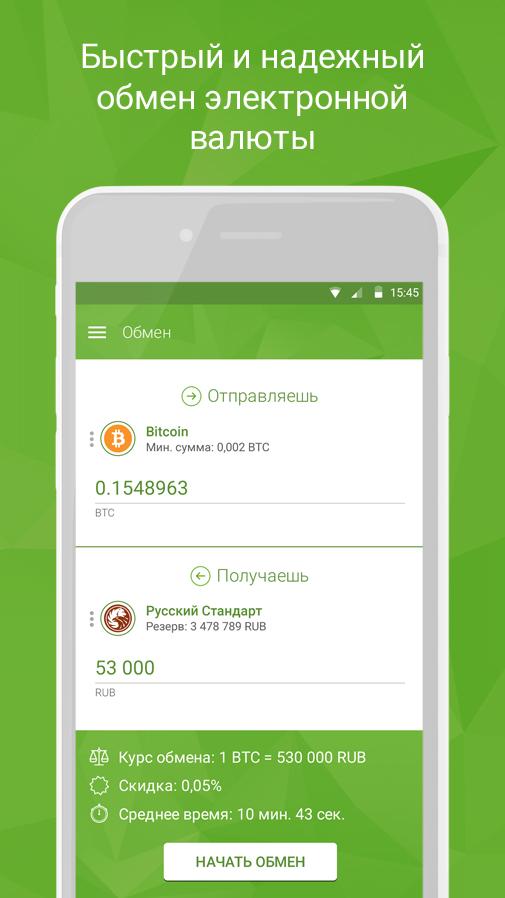 Быстрый и надежный
обмен электронной
валюты
15:45
Обмен
Отправляешь
Bitcoin
Мин. сумма: 0,002 BTC
0.1548963
BTC
Получаешь
Русский Стандарт
Резерв: 3 478 789 RUB
53 000
RUB
Курс обмена: 1 BTC = 530 000 RUB
Скидка: 0,05%
Среднее время: 10 мин. 43 сек.
НАЧАТЬ ОБМЕН